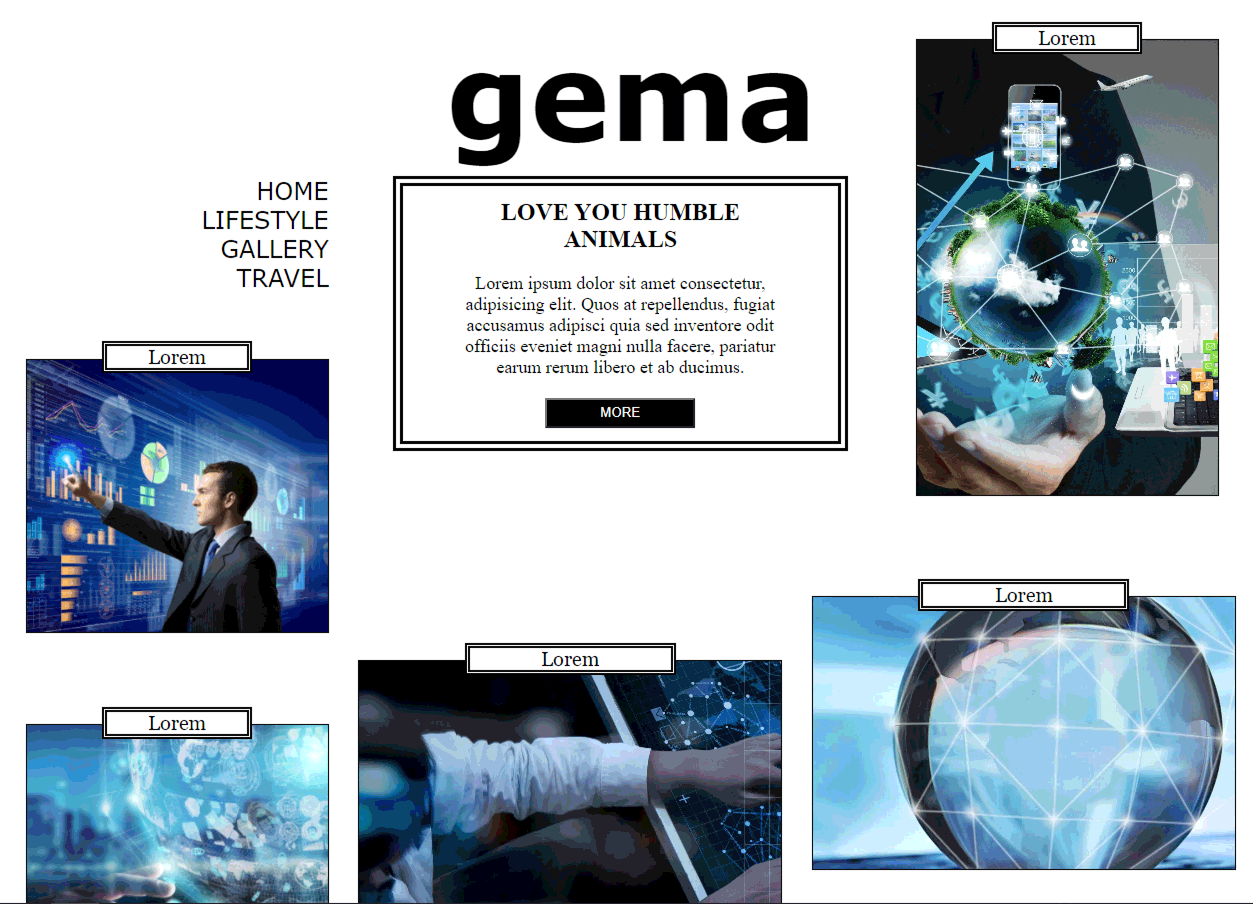 gema
HOME
LIFESTYLE
GALLERY
TRAVEL
LOVE YOU HUMBLE
ANIMALS
Lorem ipsum dolor sit amet consectetur,
adipisicing elit. Quos at repellendus, fugiat
accusamus adipisci quia sed inventore odit
officiis eveniet magni nulla facere, pariatur
earum rerum libero et ab ducimus.
MORE
Lorem
Lorem
Lorem
Lorem
Lorem